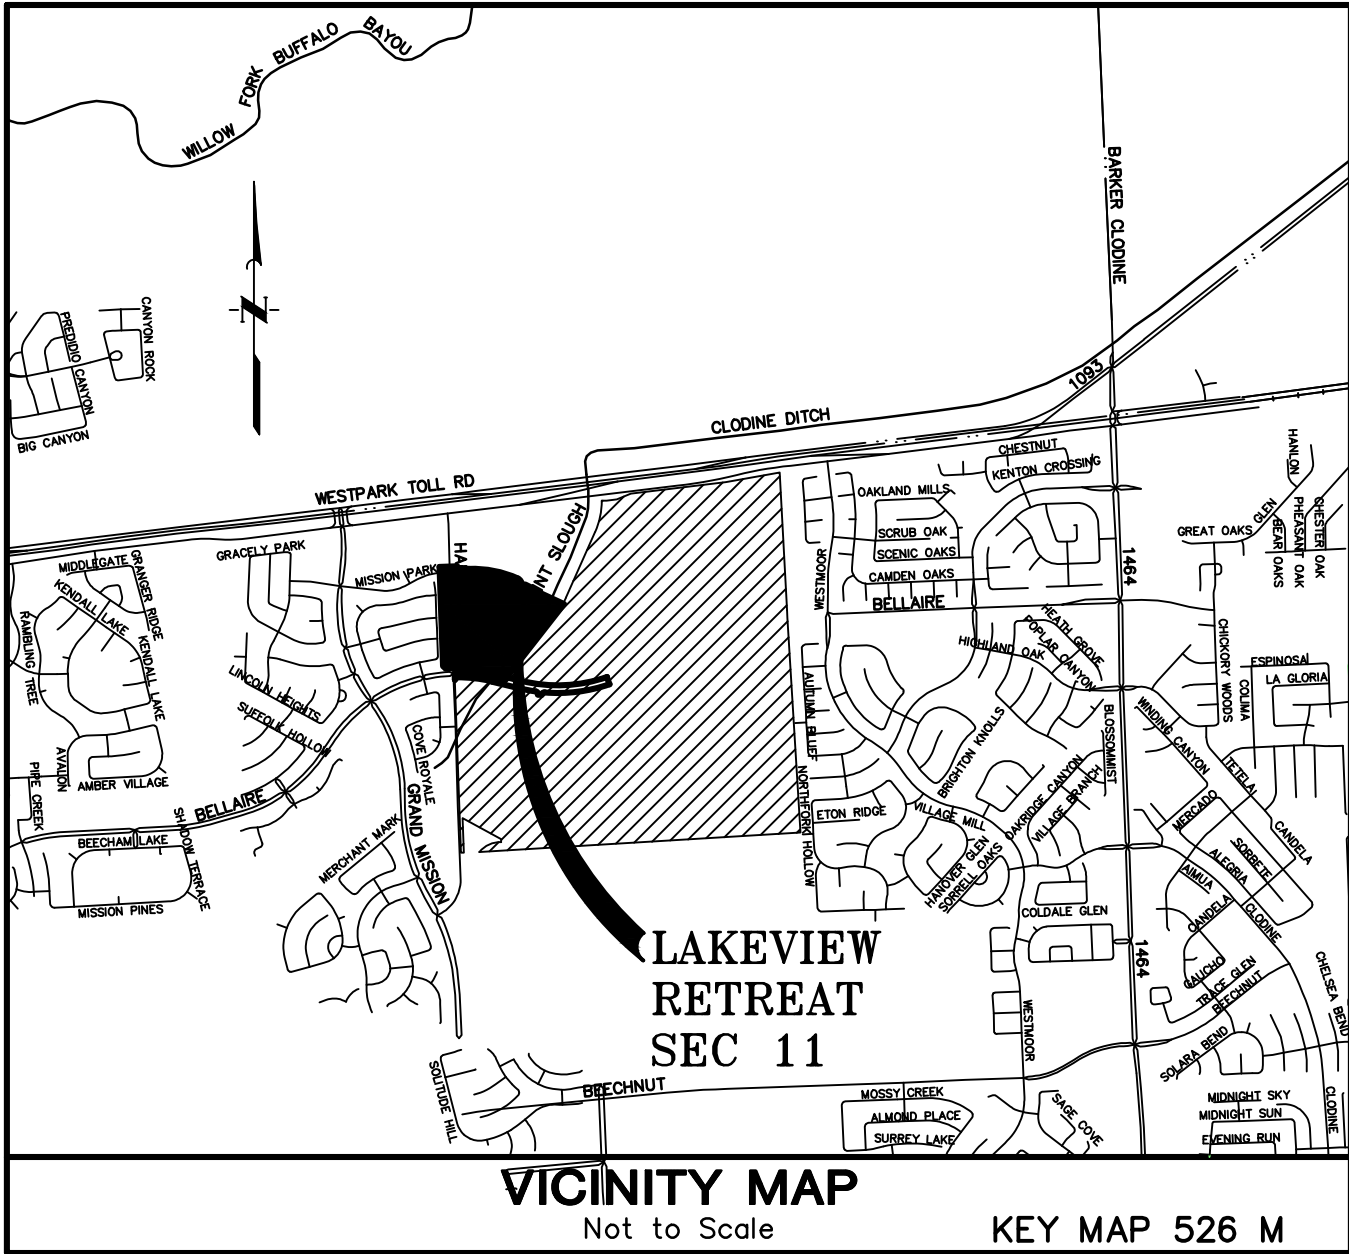 WILLOW FORK BUFFALO BAYOU
BARKER CLODINE
N
CANYON ROCK
PREDIDIO CANYON
BIG CANYON
1093
CLODINE DITCH
WESTPARK TOLL RD
CHESTNUT
KENTON CROSSING
OAKLAND MILLS
SCRUB OAK
SCENIC OAKS
CAMDEN OAKS
BELLAIRE
WESTMOOR
1464
HANLON
GLEN
GREAT OAKS
BEAR OAKS
PHEASANT OAK
CHESTER OAK
MIDDLEGATE
GRANGER RIDGE
KENDALL LAKE
RAMBLING TREE
KENDALL LAKE
GRACELY PARK
MISSION PARK
HA
NT SLOUGH
LINCOLN HEIGHTS
SUFFOLK HOLLOW
HIGHLAND OAK
HEATH GROVE
POPLAR CANYON
CHICKORY WOODS
COLIMA
ESPINOSA
LA GLORIA
AUTUMN BLUFF
BRIGHTON KNOLLS
BLOSSOMMIST
WINDING CANYON
TETELA
AVALON
PIPE CREEK
AMBER VILLAGE
BELLAIRE
COVE ROYALE
GRAND MISSION
NORTHFORK HOLLOW
ETON RIDGE
VILLAGE MILL
OAKRIDGE CANYON
VILLAGE BRANCH
MERCADO
SORBETE
CANDELA
ALEGRIA
AIMUA
BEECHAM LAKE
SHADOW TERRACE
MISSION PINES
MERCHANT MARK
HANOVER GLEN
SORRELL OAKS
COLDALE GLEN
CANDELA
CLODINE
1464
GAUCHO
TRACE GLEN
BEECHNUT
CHELSEA BEND
LAKEVIEW
RETREAT
SEC 11
WESTMOOR
SOLARA BEND
SOLITUDE HILL
BEECHNUT
MOSSY CREEK
ALMOND PLACE
SURREY LAKE
SAGE COVE
MIDNIGHT SKY
MIDNIGHT SUN
EVENING RUN
CLODINE
VICINITY MAP
Not to Scale
KEY MAP 526 M